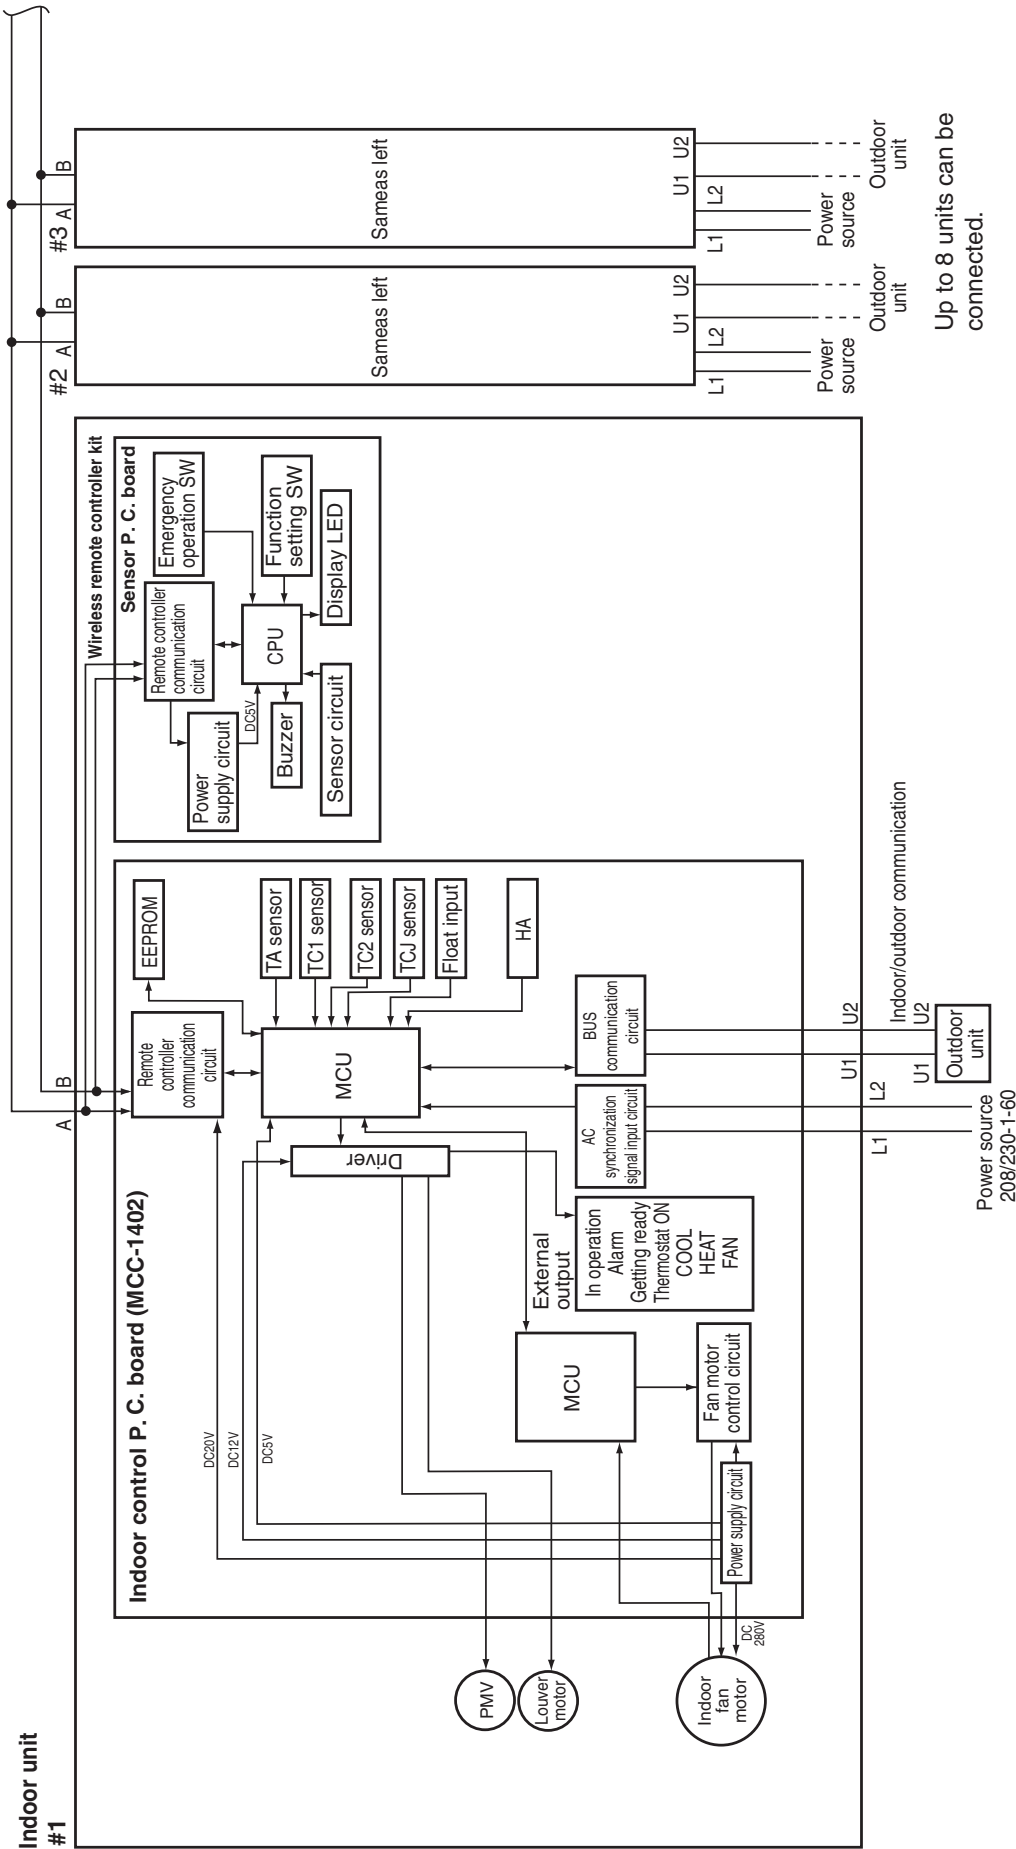 Indoor unit
#1
Indoor control P. C. board (MCC-1402)
A
B
Wireless remote controller kit
Sensor P. C. board
Remote
controller
communication
circuit
EEPROM
DC20V
DC12V
DC5V
MCU
TA sensor
TC1 sensor
TC2 sensor
TCJ sensor
Float input
HA
Driver
External
output
In operation
Alarm
Getting ready
Thermostat ON
COOL
HEAT
FAN
AC
synchronization
signal input circuit
BUS
communication
circuit
MCU
Fan motor
control circuit
Power supply circuit
DC
280V
PMV
Louver
motor
Indoor
fan
motor
Remote controller
communication
circuit
Emergency
operation SW
Power
supply circuit
DC5V
CPU
Function
setting SW
Buzzer
Display LED
Sensor circuit
L1
L2
U1
U2
Indoor/outdoor communication
U1
U2
Outdoor
unit
Power source
208/230-1-60
#2
A
B
Sameas left
U1
U2
L1
L2
Power
source
Outdoor
unit
#3
A
B
Sameas left
U1
U2
L1
L2
Power
source
Outdoor
unit
Up to 8 units can be
connected.